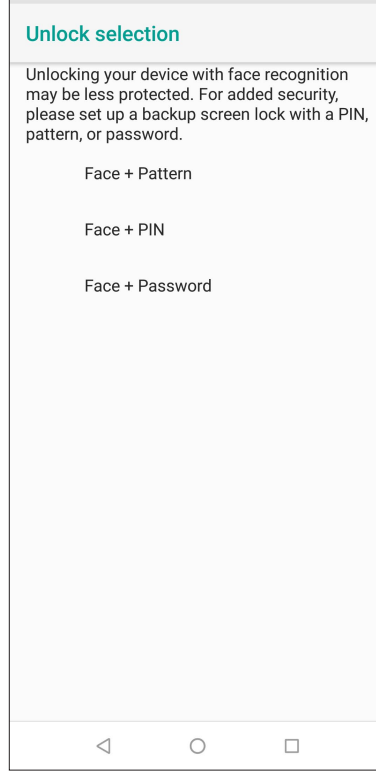 Unlock selection
Unlocking your device with face recognition
may be less protected. For added security,
please set up a backup screen lock with a PIN,
pattern, or password.
Face + Pattern
Face + PIN
Face + Password